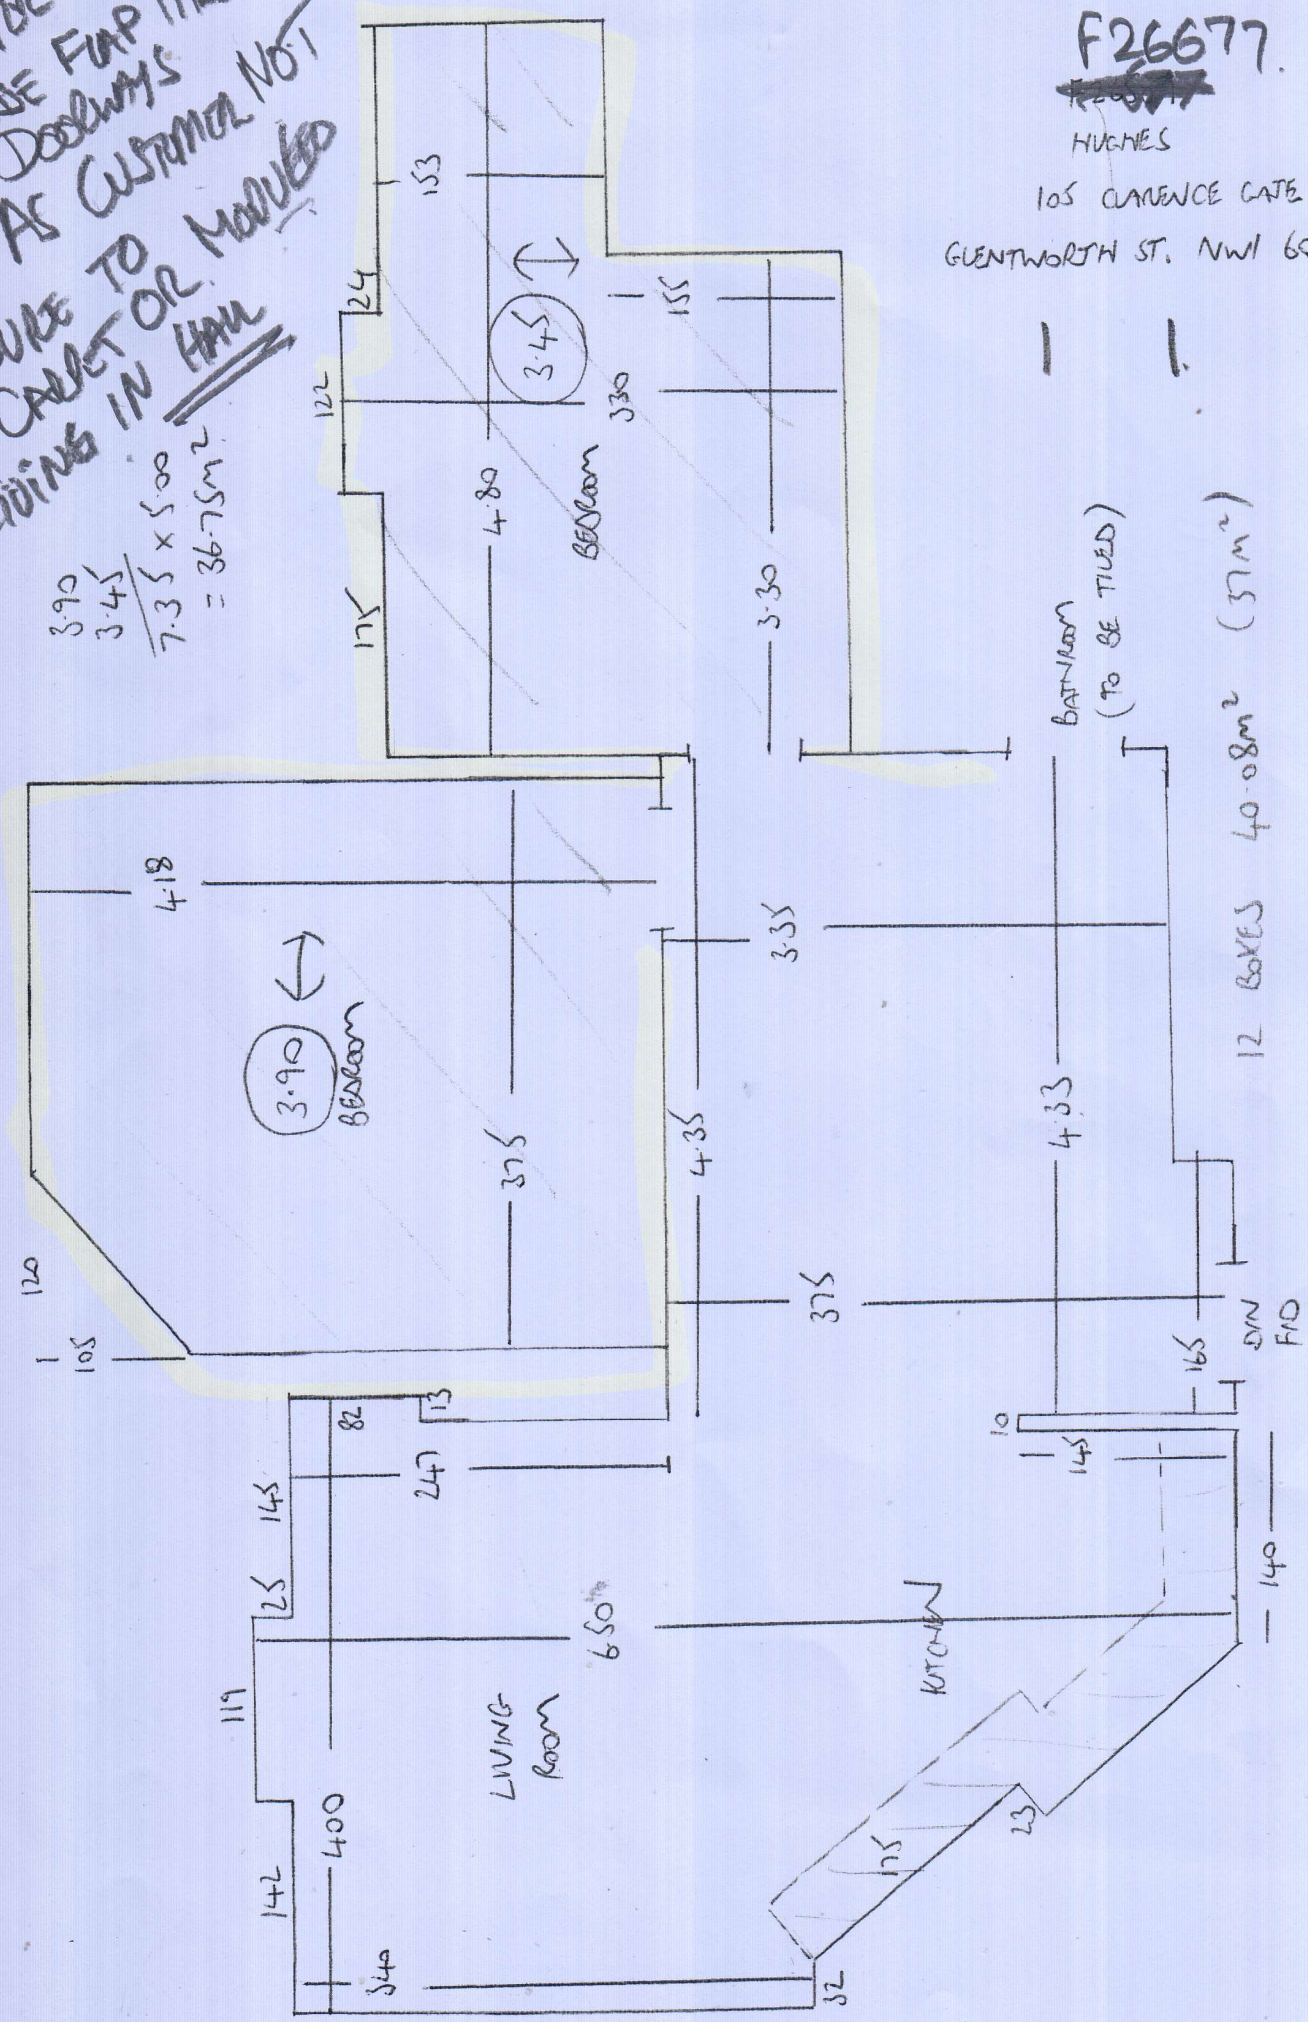 DE FLAP
DOORWAYS
AS CUSTOMER NOT
TO
CARPET OR MODULEO
IN HALL
F26677.
HUGHES
105 CLARENCE GATE
GLENTWORTH ST. NW1
3.90
3.45
7.35 x 5.00
= 36.75m²
153
24
122
175
3.45
155
330
4.80
BEDROOM
3.30
4.18
3.90
BEDROOM
375
120
105
4.35
3.35
BATHROOM
(TO BE TILED)
4.33
375
165
12 BOXES 40.08m² (37m²)
82
13
247
145
25
119
142
400
340
650
LIVING
ROOM
KITCHEN
10
145
140
175
23
32